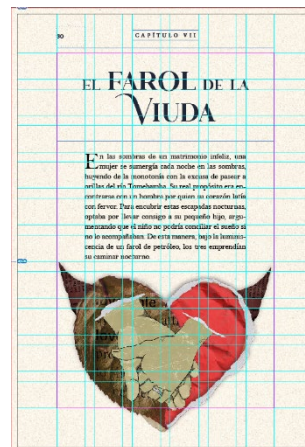 CAPÍTULO VII
EL FAROL DE LA
VIUDA
En las sombras de un matrimonio infeliz, una
mujer se sumergía cada noche en las sombras,
huyendo de la monotonía con la excusa de pasear a
orillas del río Tomebamba. Su real propósito era en-
contrarse con un hombre por quien su corazón latía
con fervor. Para encubrir estas escapadas nocturnas,
optaba por llevar consigo a su pequeño hijo, argu-
mentando que el niño no podría conciliar el sueño si
no lo acompañaban. De esta manera, bajo la luminis-
cencia de un farol de petróleo, los tres emprendían
su caminar nocturno.